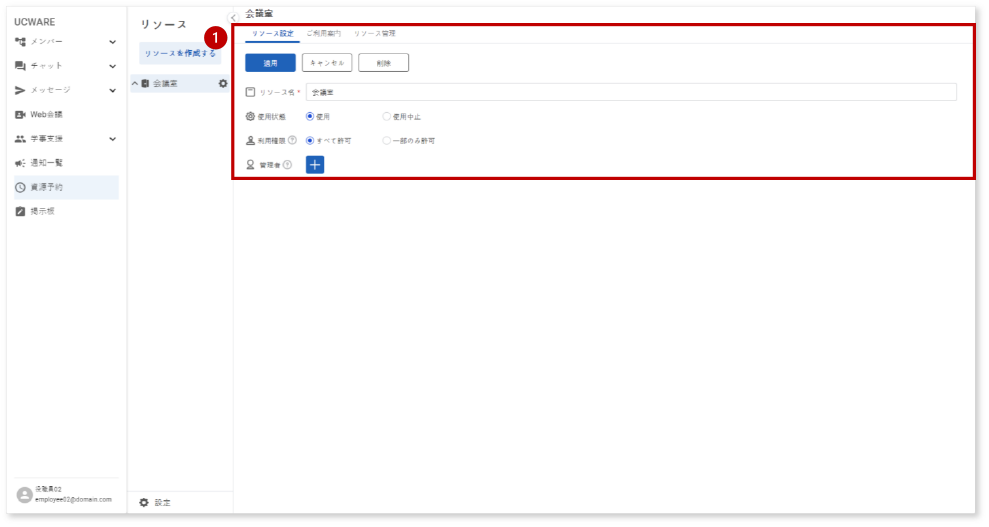 UCWARE
メンバー
チャット
メッセージ
Web会議
学事支援
通知一覧
資源予約
掲示板
役職員02
employee02@domain.com
リソース
リソースを作成する
会議室
設定
1
会議室
リソース設定 ご利用案内 リソース管理
適用 キャンセル 削除
リソース名 * 会議室
使用状態 使用 使用中止
利用権限 ? すべて許可 一部のみ許可
管理者 ? +